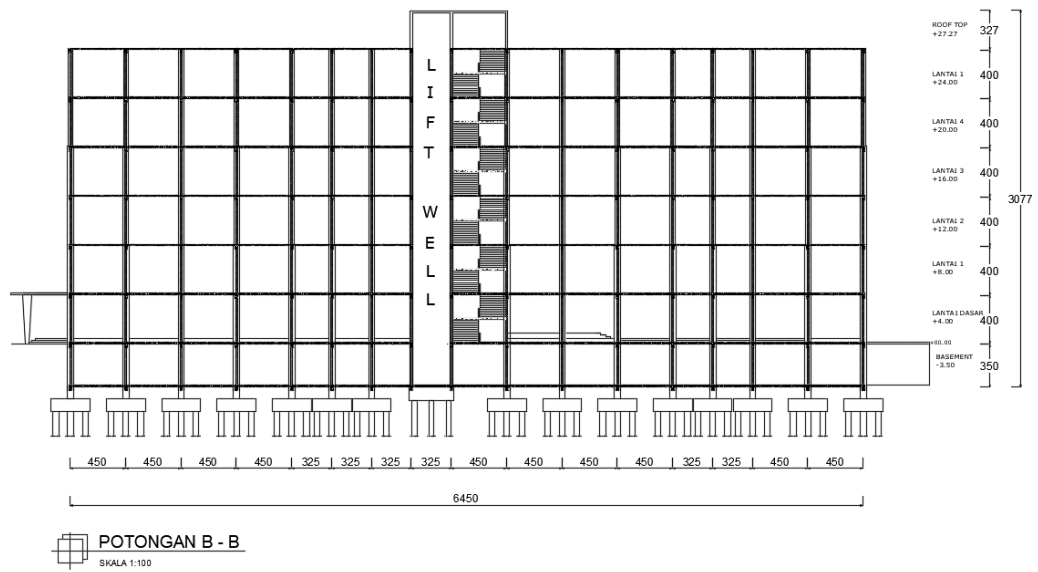 ROOF TOP
+27.27
327
LANTAI 1
+24.00
400
LANTAI 4
+20.00
400
LANTAI 3
+16.00
400
3077
LANTAI 2
+12.00
400
LANTAI 1
+8.00
400
LANTAI DASAR
+4.00
400
±00.00
BASEMENT
-3.50
350
LIFT WELL
450 450 450 450 325 325 325 325 450 450 450 450 325 325 450 450
6450
POTONGAN B - B
SKALA 1:100